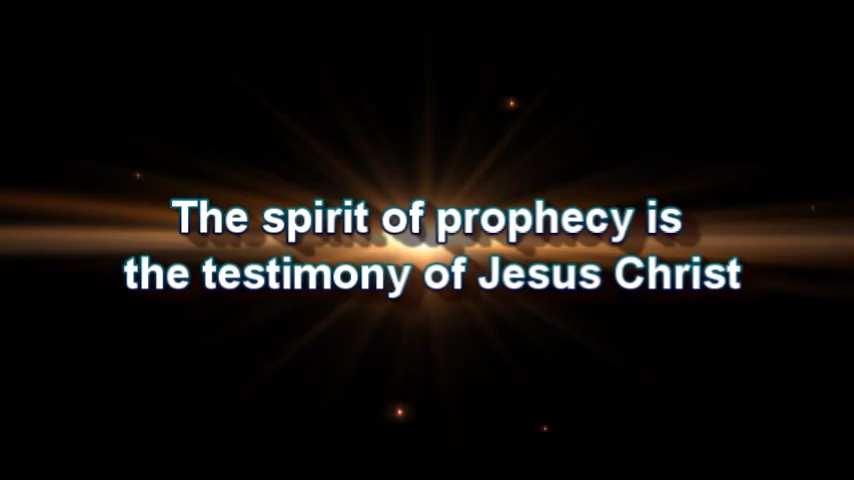 The spirit of prophecy is
the testimony of Jesus Christ